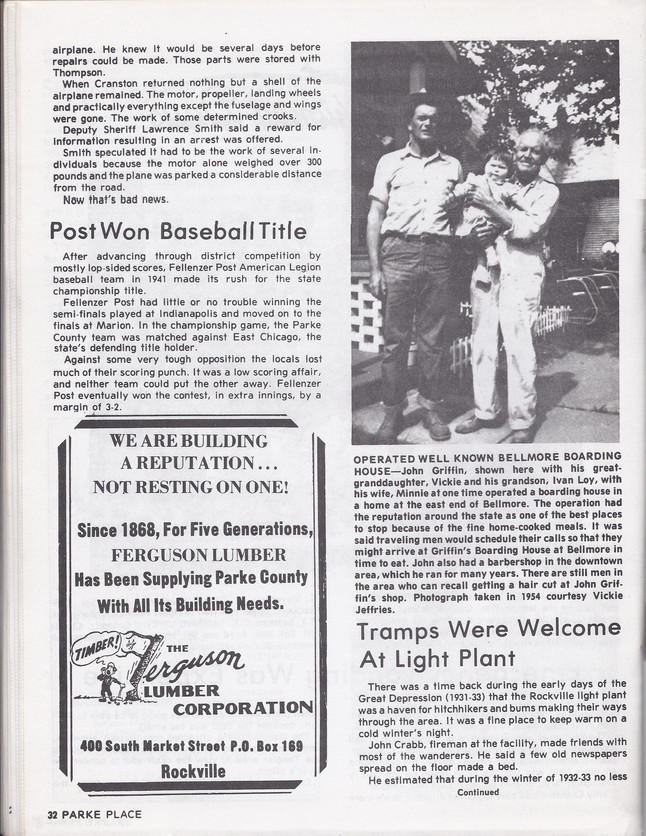 airplane. He knew it would be several days before
repairs could be made. Those parts were stored with
Thompson.
When Cranston returned nothing but a shell of the
airplane remained. The motor, propeller, landing wheels
and practically everything except the fuselage and wings
were gone. The work of some determined crooks.
Deputy Sheriff Lawrence Smith said a reward for
information resulting in an arrest was offered.
Smith speculated it had to be the work of several in-
dividuals because the motor alone weighed over 300
pounds and the plane was parked a considerable distance
from the road.
Now that's bad news.
Post Won Baseball Title
After advancing through district competition by
mostly lop-sided scores, Fellenzer Post American Legion
baseball team in 1941 made its rush for the state
championship title.
Fellenzer Post had little or no trouble winning the
semi-finals played at Indianapolis and moved on to the
finals at Marion. In the championship game, the Parke
County team was matched against East Chicago, the
state's defending title holder.
Against some very tough opposition the locals lost
much of their scoring punch. It was a low scoring affair,
and neither team could put the other away. Fellenzer
Post eventually won the contest, in extra innings, by a
margin of 3-2.
WE ARE BUILDING
A REPUTATION...
NOT RESTING ON ONE!
Since 1868, For Five Generations,
FERGUSON LUMBER
Has Been Supplying Parke County
With All Its Building Needs.
TIMBER!
THE
Ferguson
LUMBER
CORPORATION
400 South Market Street P.O. Box 169
Rockville
32 PARKE PLACE
OPERATED WELL KNOWN BELLMORE BOARDING
HOUSE—John Griffin, shown here with his great-
granddaughter, Vickie and his grandson, Ivan Loy, with
his wife, Minnie at one time operated a boarding house in
a home at the east end of Bellmore. The operation had
the reputation around the state as one of the best places
to stop because of the fine home-cooked meals. It was
said traveling men would schedule their calls so that they
might arrive at Griffin's Boarding House at Bellmore in
time to eat. John also had a barbershop in the downtown
area, which he ran for many years. There are still men in
the area who can recall getting a hair cut at John Grif-
fin's shop. Photograph taken in 1954 courtesy Vickie
Jeffries.
Tramps Were Welcome
At Light Plant
There was a time back during the early days of the
Great Depression (1931-33) that the Rockville light plant
was a haven for hitchhikers and bums making their ways
through the area. It was a fine place to keep warm on a
cold winter's night.
John Crabb, fireman at the facility, made friends with
most of the wanderers. He said a few old newspapers
spread on the floor made a bed.
He estimated that during the winter of 1932-33 no less
Continued